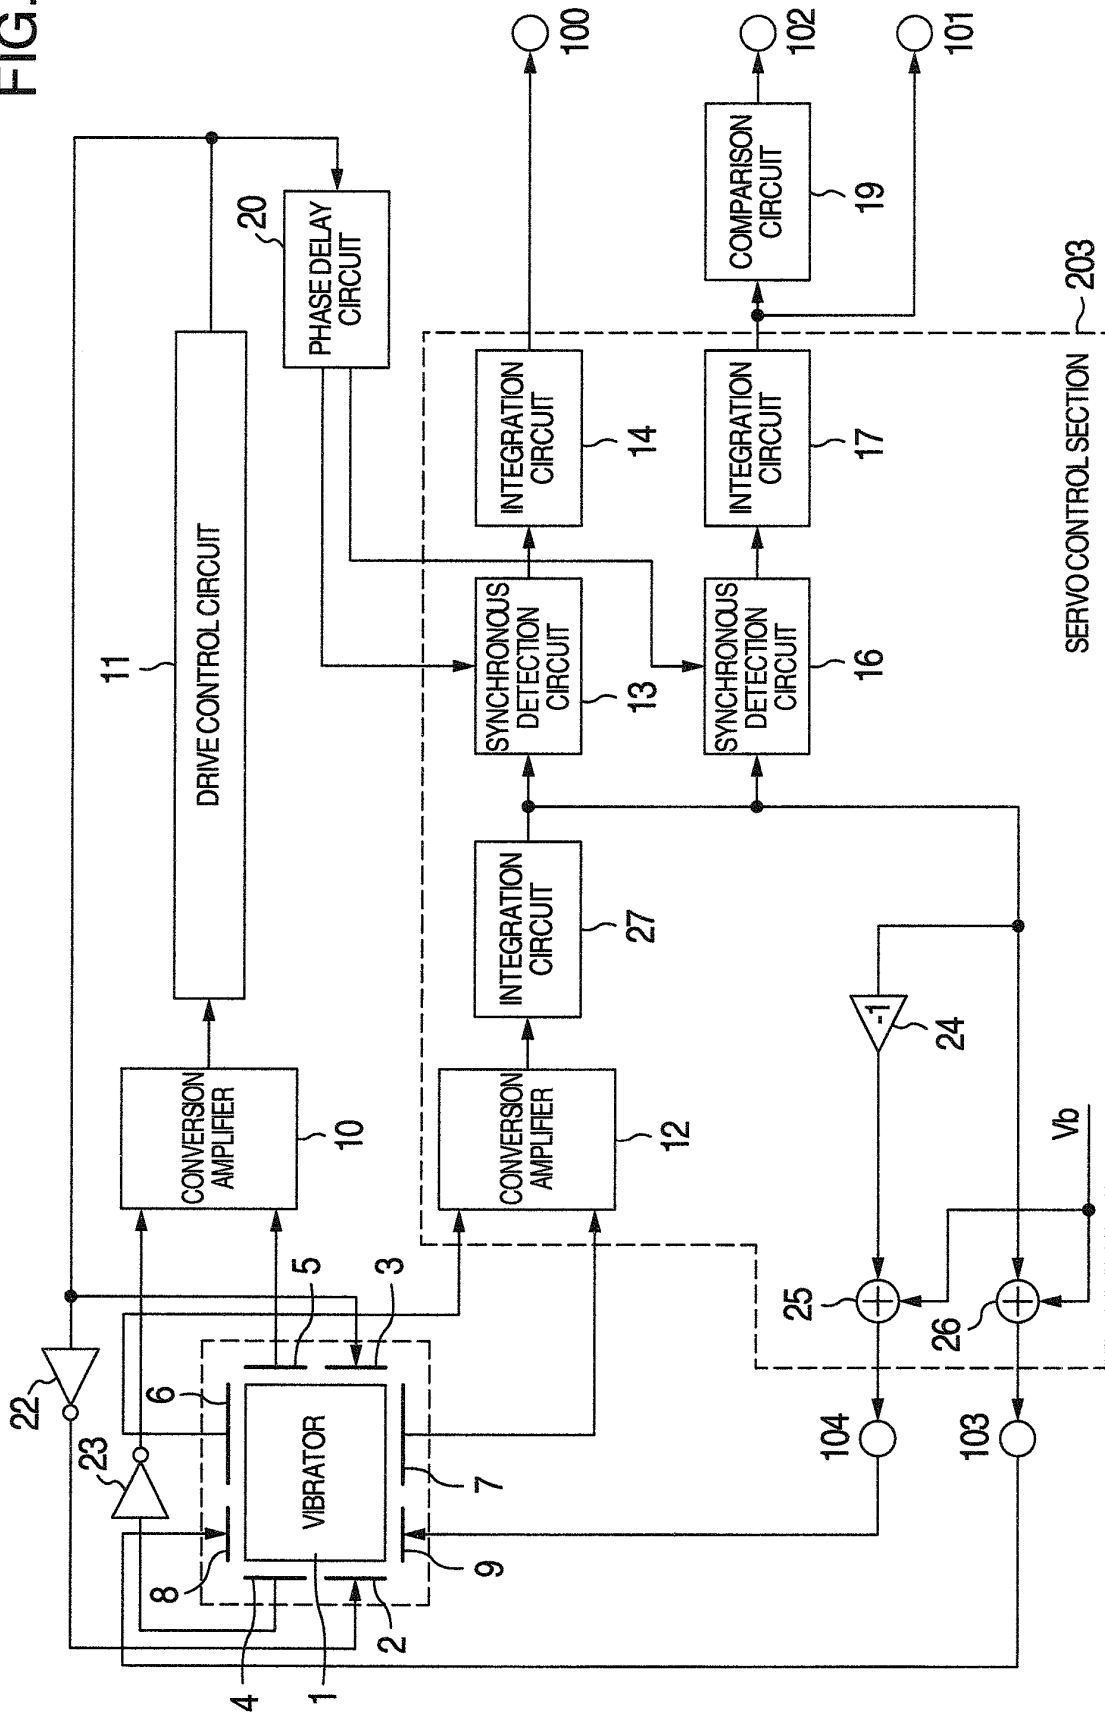 FIG.
22
23
11
DRIVE CONTROL CIRCUIT
CONVERSION
AMPLIFIER
10
20
PHASE DELAY
CIRCUIT
8
6
5
4
1
VIBRATOR
2
9
7
3
CONVERSION
AMPLIFIER
12
INTEGRATION
CIRCUIT
27
SYNCHRONOUS
DETECTION
CIRCUIT
13
INTEGRATION
CIRCUIT
14
100
SYNCHRONOUS
DETECTION
CIRCUIT
16
INTEGRATION
CIRCUIT
17
COMPARISON
CIRCUIT
19
102
101
104
25
-1
24
103
26
Vb
SERVO CONTROL SECTION
203